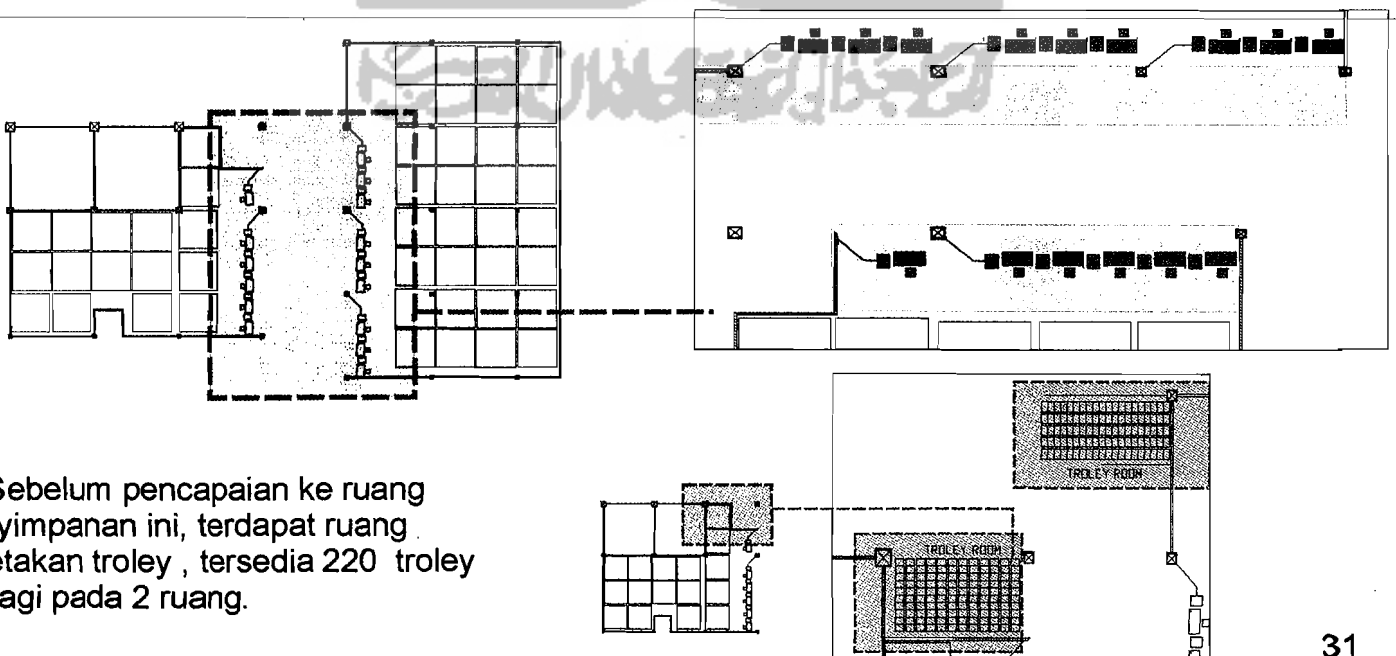 TROLEY ROOM
TROLEY ROOM
Sebelum pencapaian ke ruang
yimpanan ini, terdapat ruang
etakan troley , tersedia 220 troley
agi pada 2 ruang.
31